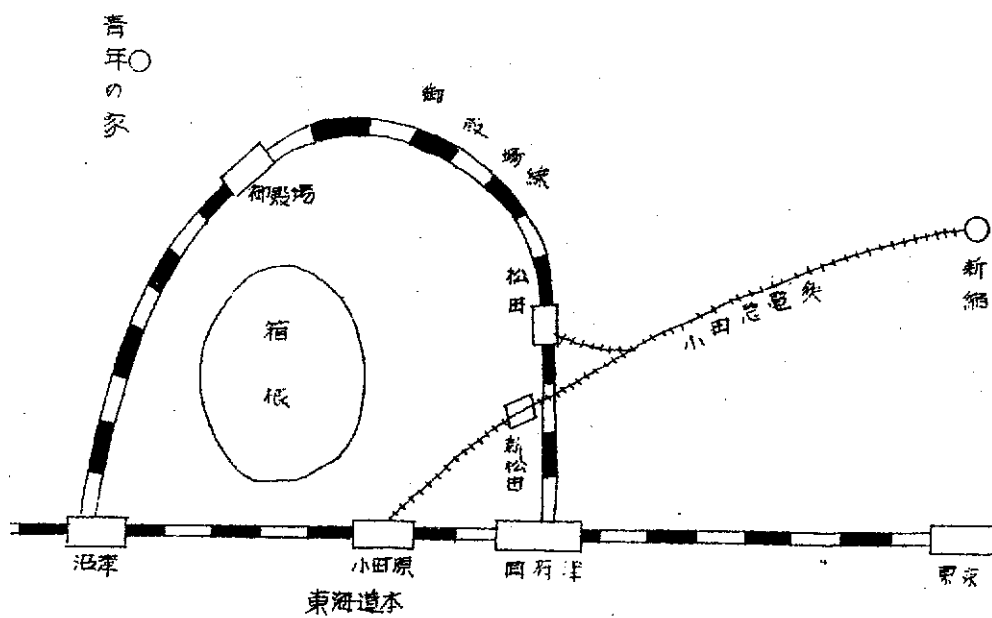 青年の家
御殿場線
御殿場
松田
新宿
小田急電鉄
箱根
新松田
沼津
小田原
国府津
東京
東海道本